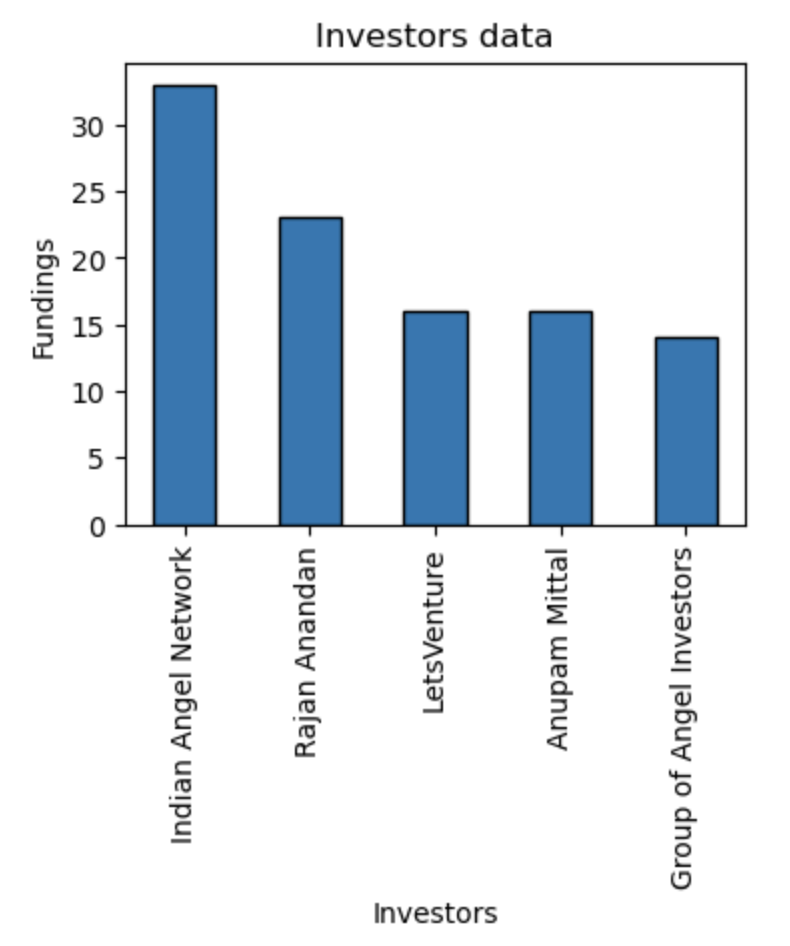 Investors data
Fundings
30
25
20
15
10
5
0
Indian Angel Network
Rajan Anandan
LetsVenture
Anupam Mittal
Group of Angel Investors
Investors